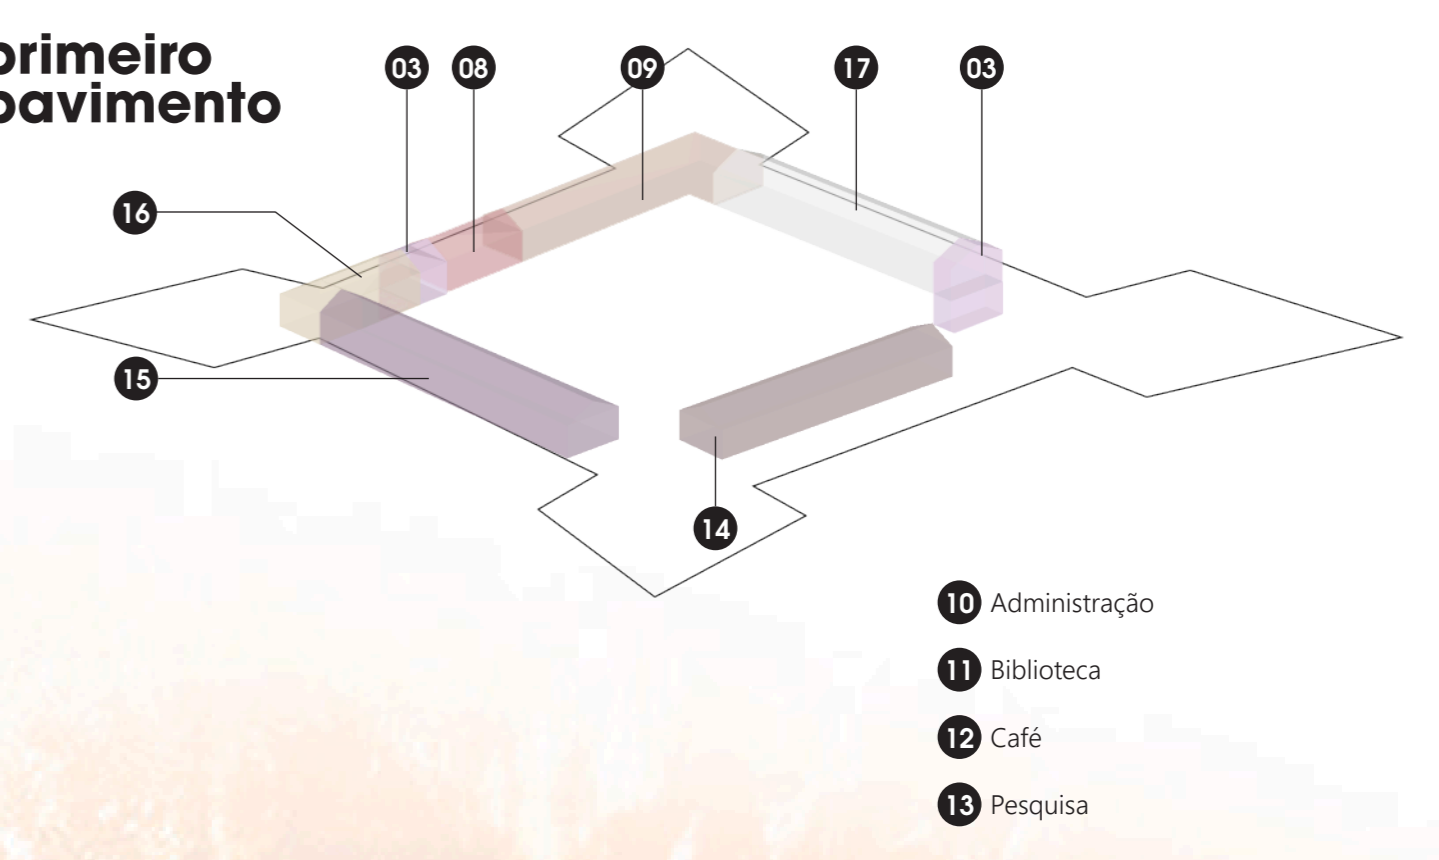 primeiro
pavimento
03 08 09 17 03
16
15
14
10 Administração
11 Biblioteca
12 Café
13 Pesquisa